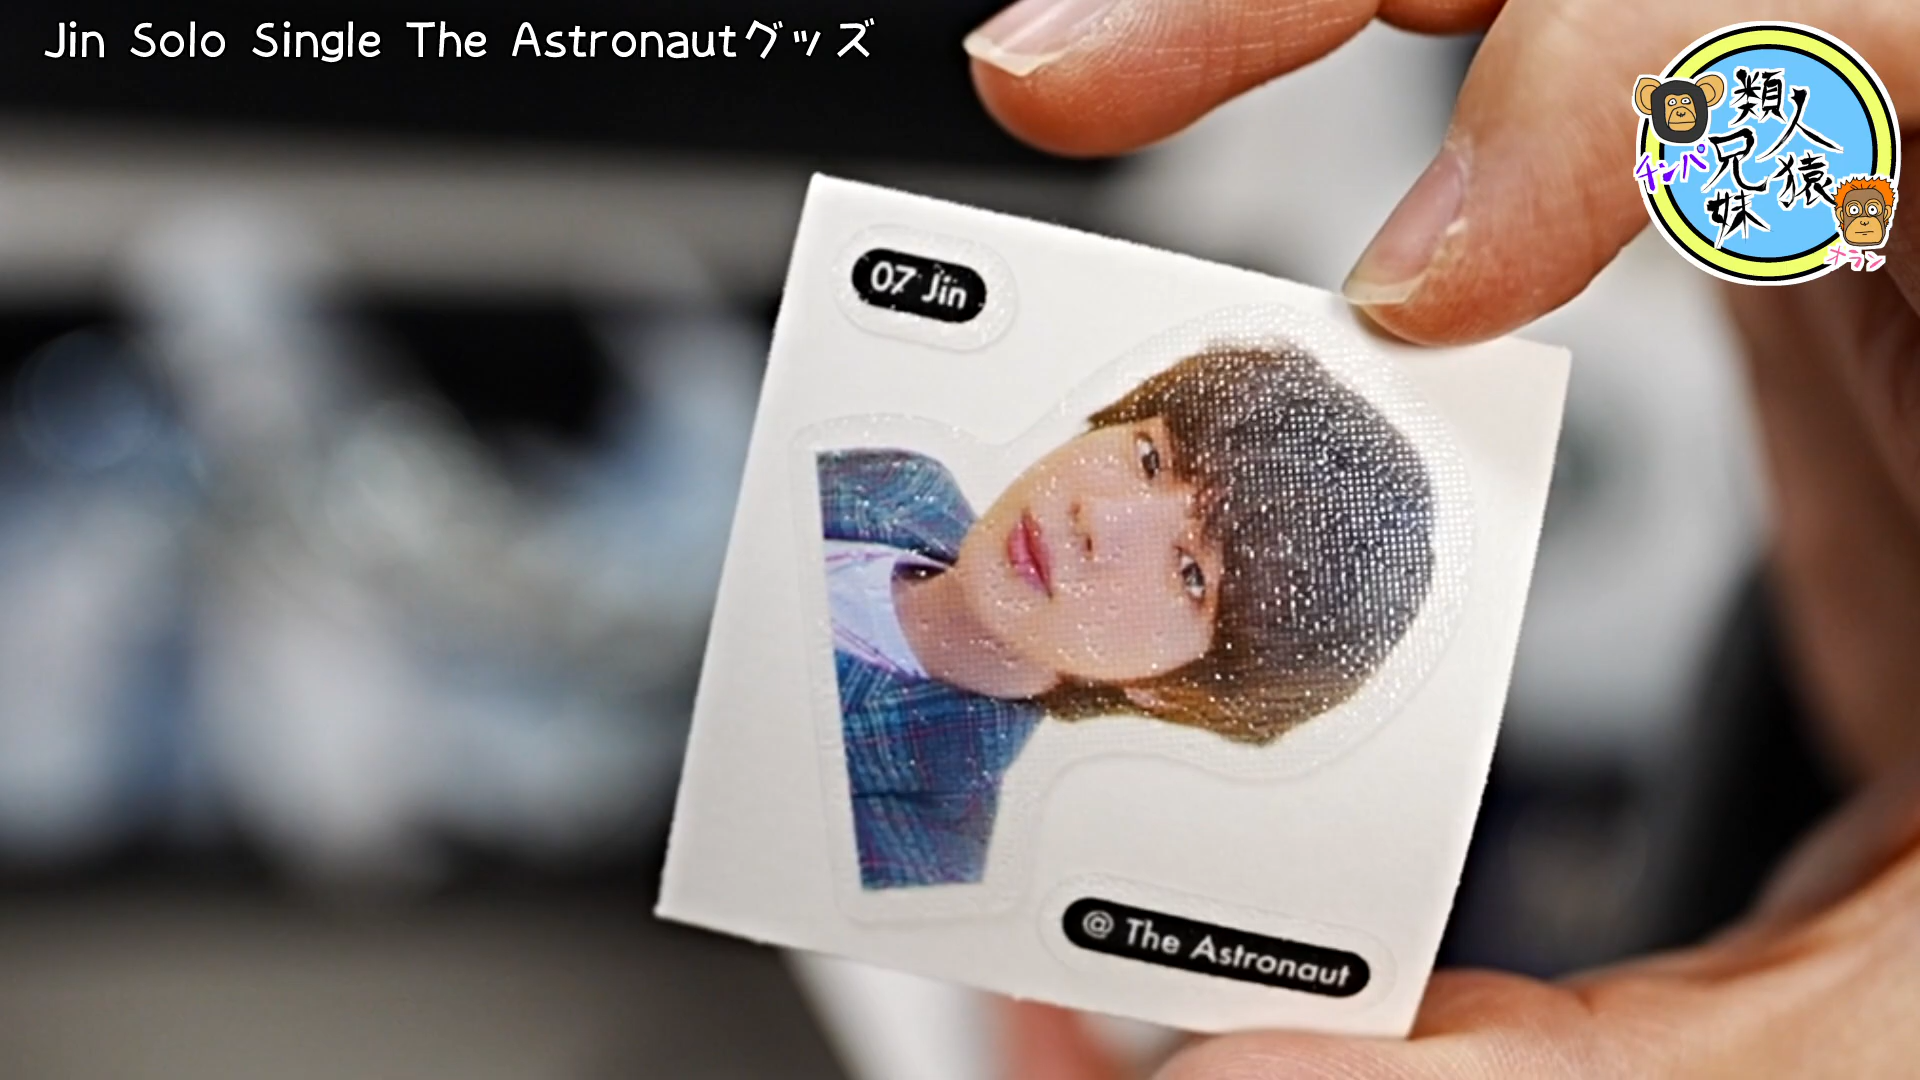 Jin Solo Single The Astronautグッズ
類人猿
兄妹
チンパ
オラン
07 Jin
@ The Astronaut